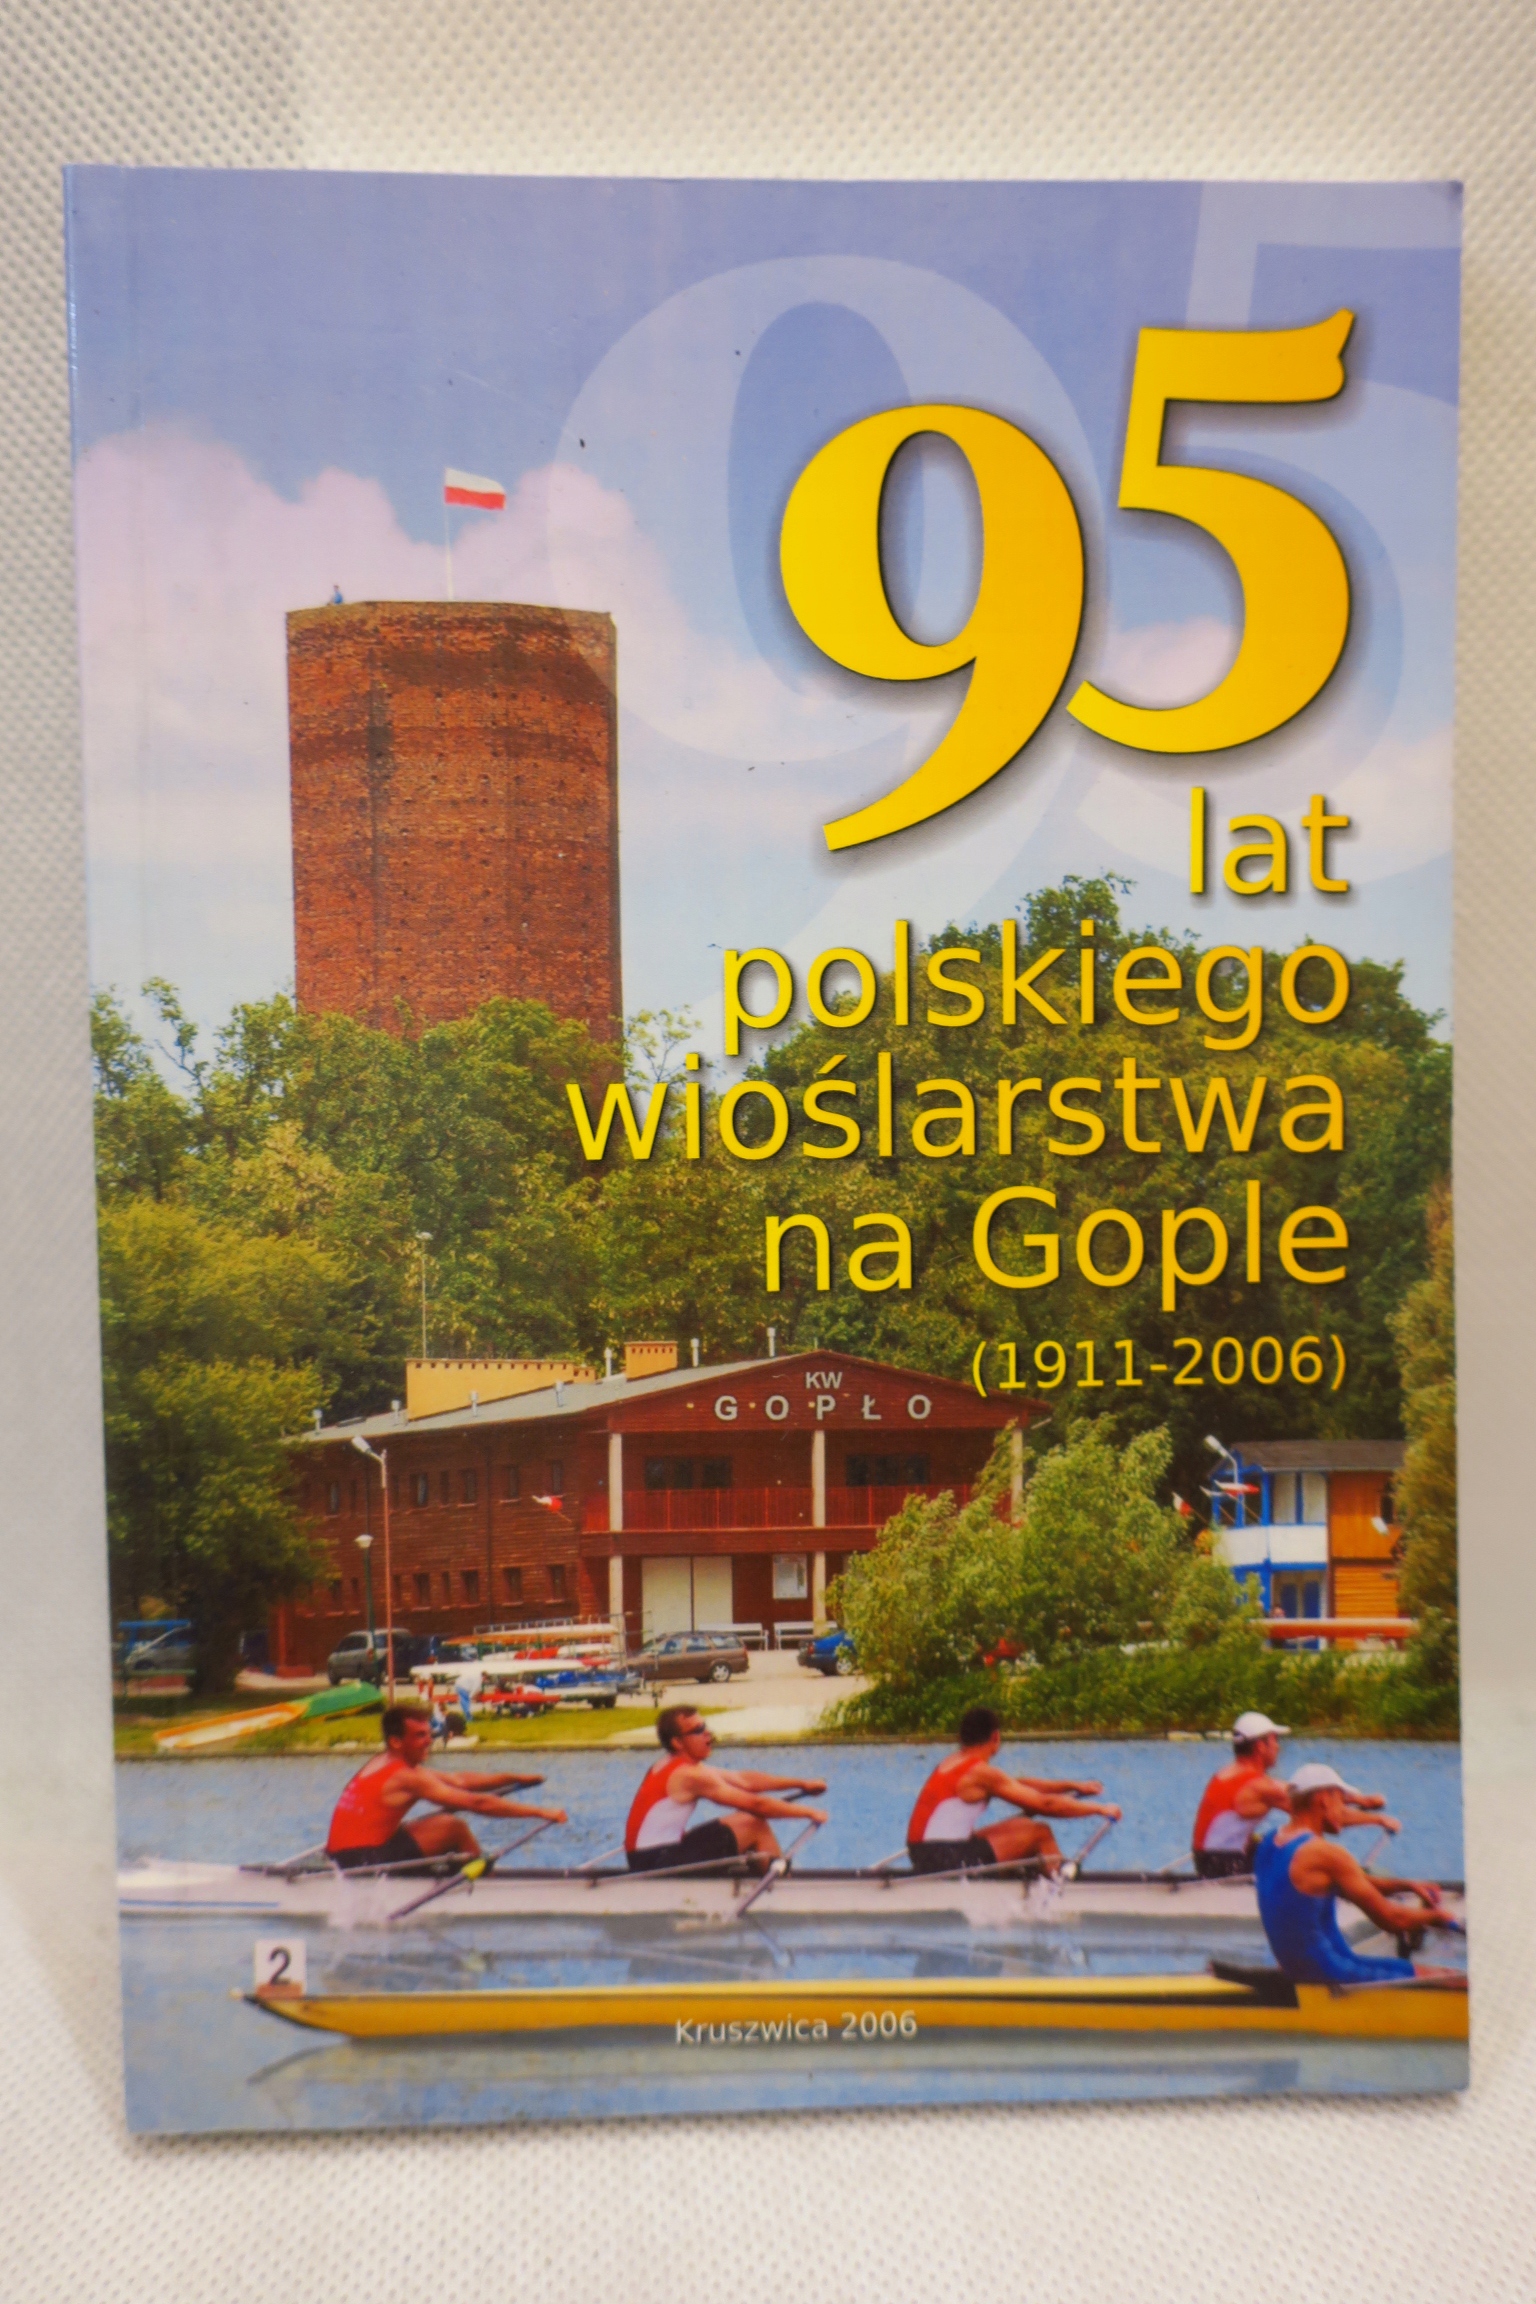 95
lat
polskiego
wioślarstwa
na Gople
(1911-2006)
KW
GOPŁO
2
Kruszwica 2006